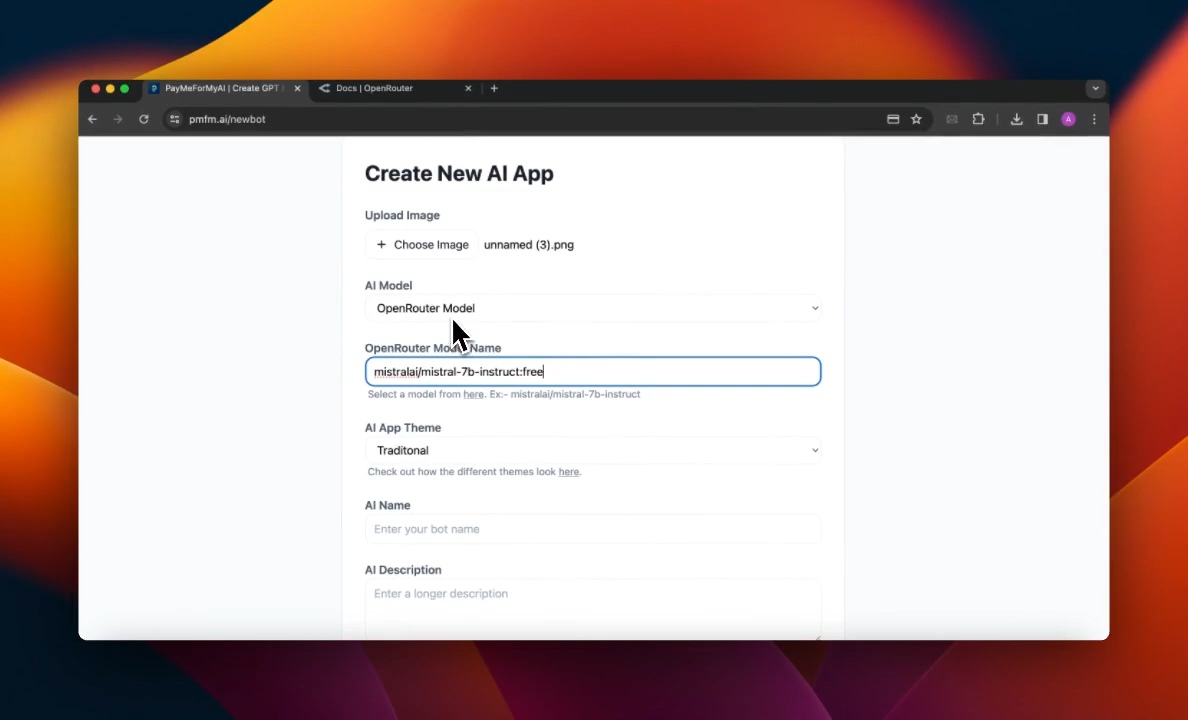 PayMeForMyAI | Create GPT
Docs | OpenRouter
pmfm.ai/newbot
A
Create New AI App
Upload Image
+ Choose Image unnamed (3).png
AI Model
OpenRouter Model
OpenRouter Model Name
mistralai/mistral-7b-instruct:free
Select a model from here. Ex:- mistralai/mistral-7b-instruct
AI App Theme
Traditonal
Check out how the different themes look here.
AI Name
Enter your bot name
AI Description
Enter a longer description